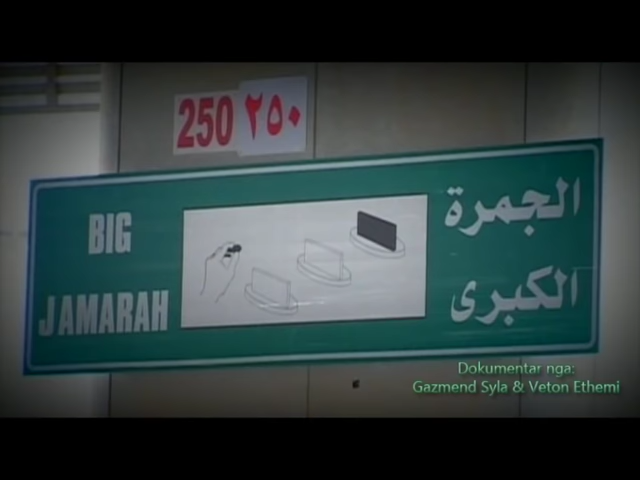 250 ٢٥٠
BIG
JAMARAH
الجمرة
الكبرى
Dokumentar nga:
Gazmend Syla & Veton Ethemi